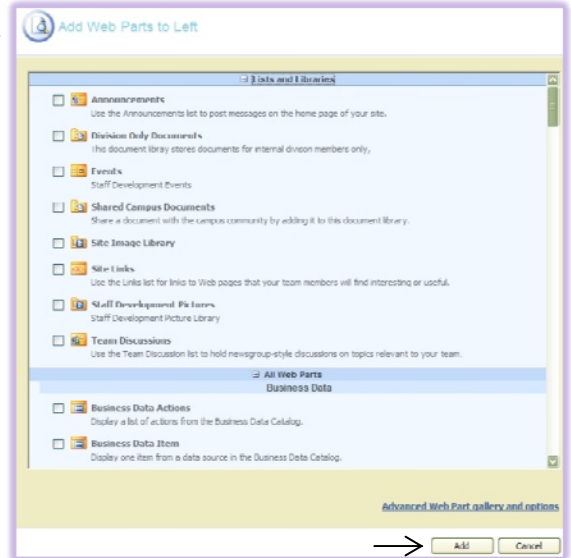 Add Web Parts to Left
Lists and Libraries
Announcements
Use the Announcements list to post messages on the home page of your site.
Division Only Documents
This document libray stores documents for internal divison members only,
Events
Staff Development Events
Shared Campus Documents
Share a document with the campus community by adding it to this document library.
Site Image Library
Site Links
Use the Links list for links to Web pages that your team members will find interesting or useful.
Staff Development Pictures
Staff Development Picture Library
Team Discussions
Use the Team Discussion list to hold newsgroup-style discussions on topics relevant to your team.
All Web Parts
Business Data
Business Data Actions
Display a list of actions from the Business Data Catalog.
Business Data Item
Display one item from a data source in the Business Data Catalog.
Advanced Web Part gallery and options
Add Cancel